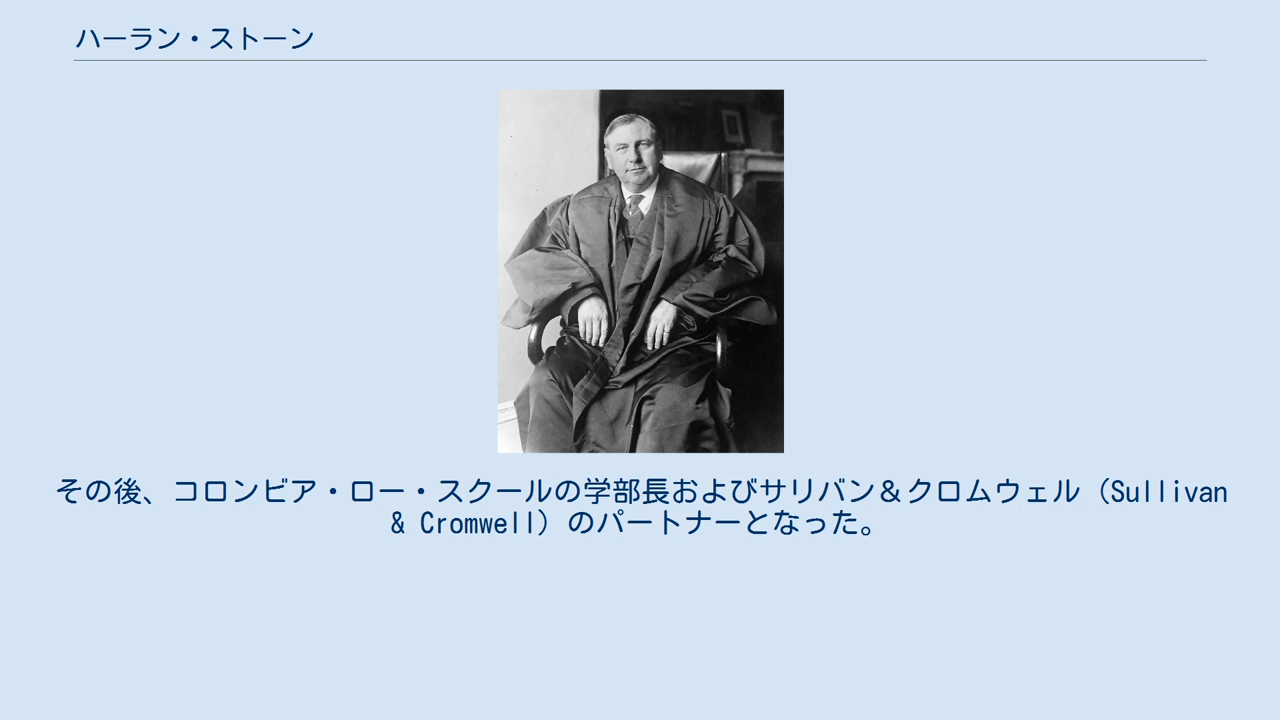 ハーラン・ストーン
その後、コロンビア・ロー・スクールの学部長およびサリバン＆クロムウェル（Sullivan
& Cromwell）のパートナーとなった。